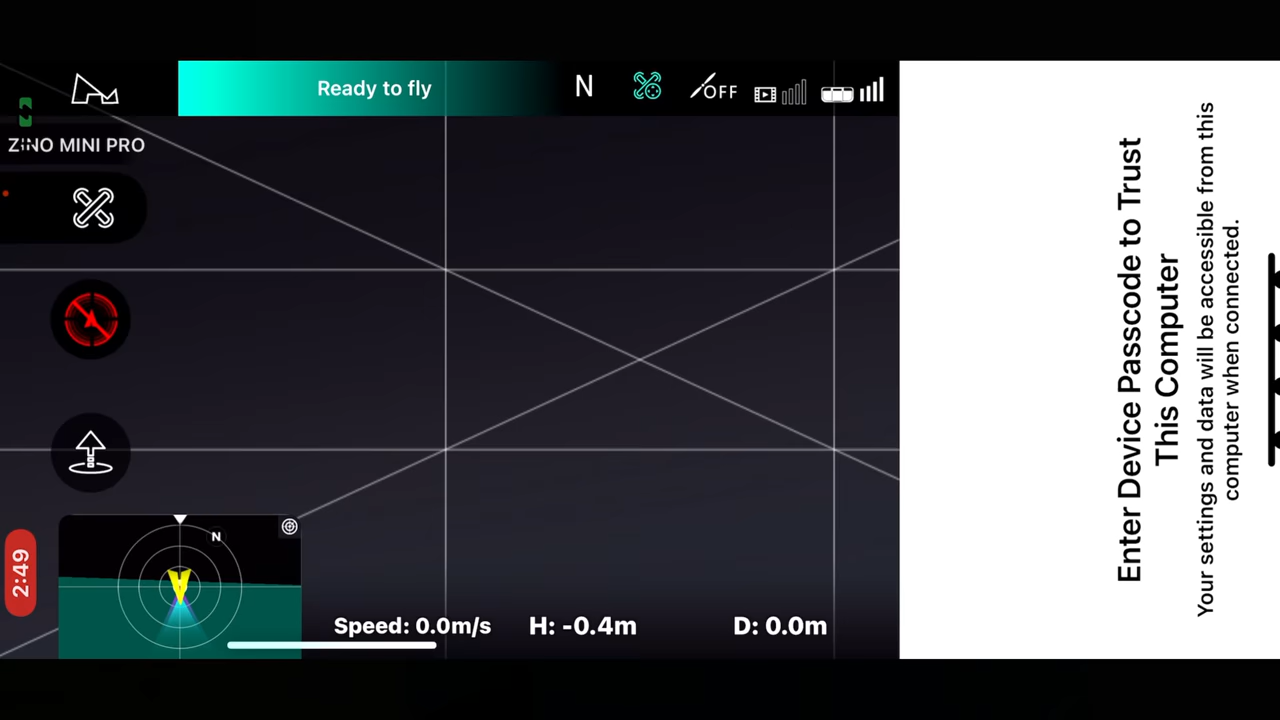 Ready to fly
N
OFF
ZINO MINI PRO
N
2:49
Speed: 0.0m/s
H: -0.4m
D: 0.0m
Enter Device Passcode to Trust
This Computer
Your settings and data will be accessible from this
computer when connected.